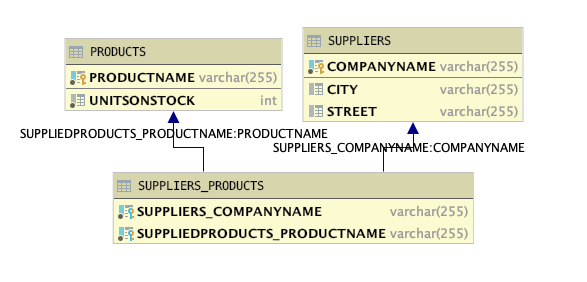 PRODUCTS
PRODUCTNAME varchar(255)
UNITSONSTOCK int
SUPPLIERS
COMPANYNAME varchar(255)
CITY varchar(255)
STREET varchar(255)
SUPPLIEDPRODUCTS_PRODUCTNAME:PRODUCTNAME
SUPPLIERS_COMPANYNAME:COMPANYNAME
SUPPLIERS_PRODUCTS
SUPPLIERS_COMPANYNAME varchar(255)
SUPPLIEDPRODUCTS_PRODUCTNAME varchar(255)